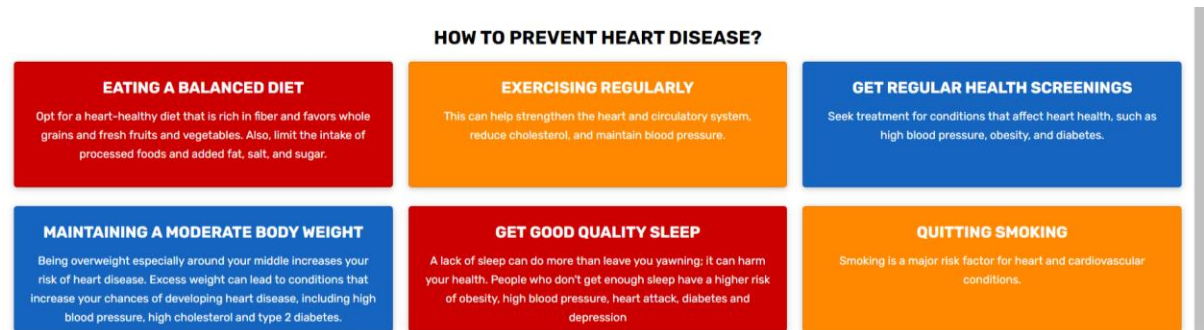 HOW TO PREVENT HEART DISEASE?
EATING A BALANCED DIET
Opt for a heart-healthy diet that is rich in fiber and favors whole
grains and fresh fruits and vegetables. Also, limit the intake of
processed foods and added fat, salt, and sugar.
EXERCISING REGULARLY
This can help strengthen the heart and circulatory system,
reduce cholesterol, and maintain blood pressure.
GET REGULAR HEALTH SCREENINGS
Seek treatment for conditions that affect heart health, such as
high blood pressure, obesity, and diabetes.
MAINTAINING A MODERATE BODY WEIGHT
Being overweight especially around your middle increases your
risk of heart disease. Excess weight can lead to conditions that
increase your chances of developing heart disease, including high
blood pressure, high cholesterol and type 2 diabetes.
GET GOOD QUALITY SLEEP
A lack of sleep can do more than leave you yawning; it can harm
your health. People who don't get enough sleep have a higher risk
of obesity, high blood pressure, heart attack, diabetes and
depression
QUITTING SMOKING
Smoking is a major risk factor for heart and cardiovascular
conditions.